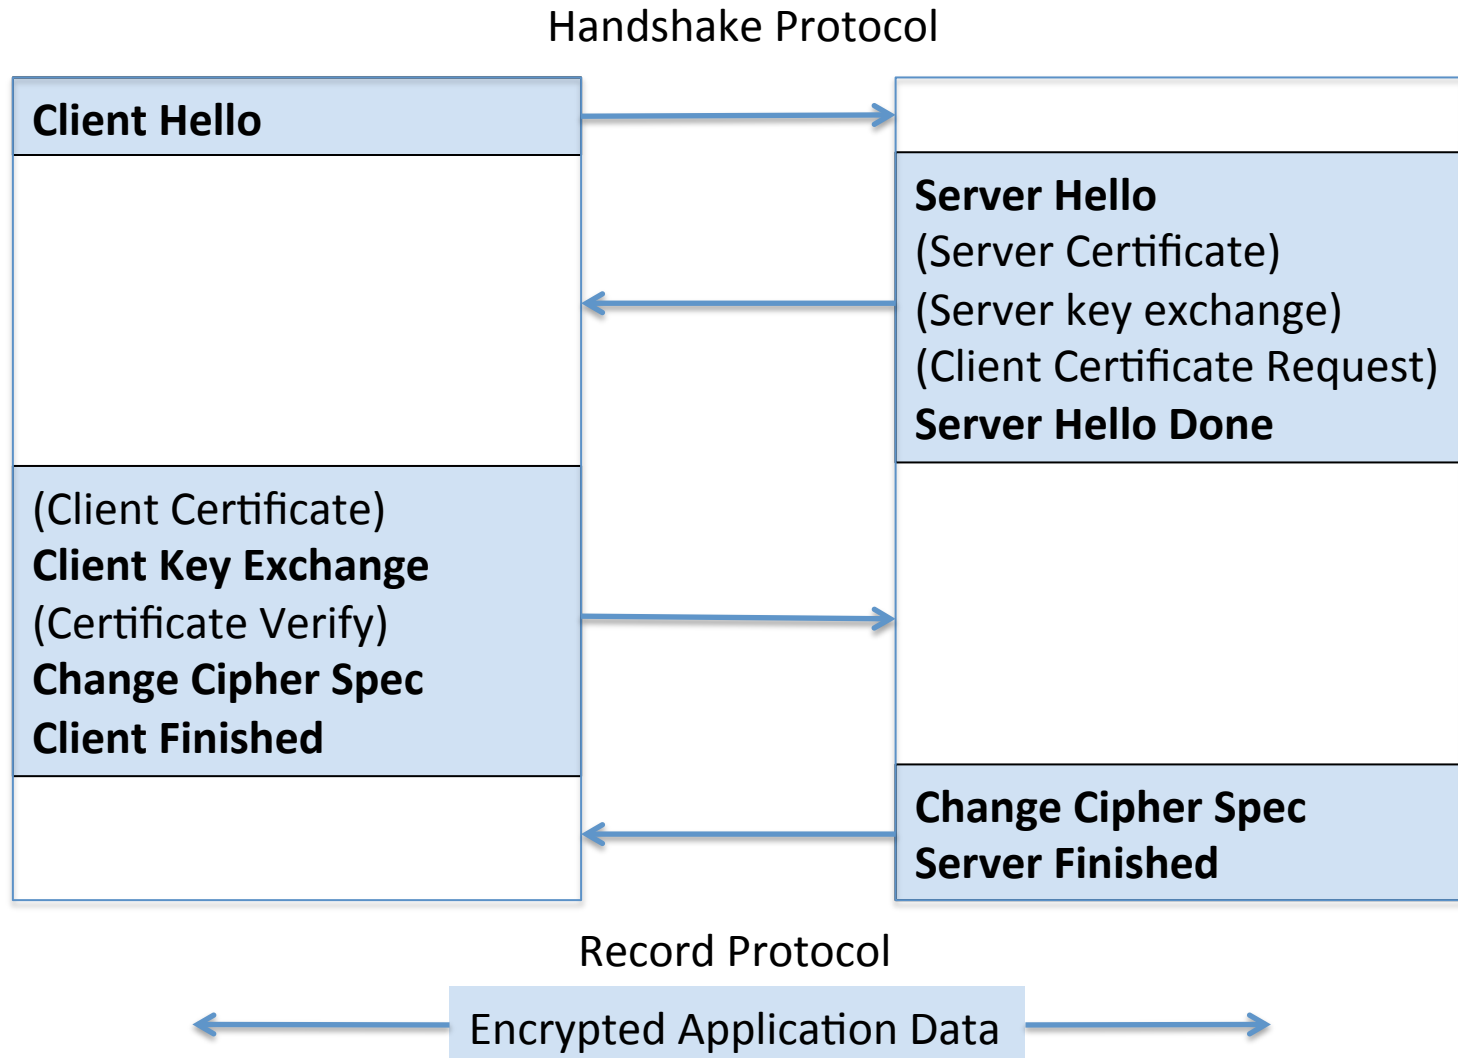 Handshake Protocol
Client Hello
Server Hello
(Server Certificate)
(Server key exchange)
(Client Certificate Request)
Server Hello Done
(Client Certificate)
Client Key Exchange
(Certificate Verify)
Change Cipher Spec
Client Finished
Change Cipher Spec
Server Finished
Record Protocol
Encrypted Application Data